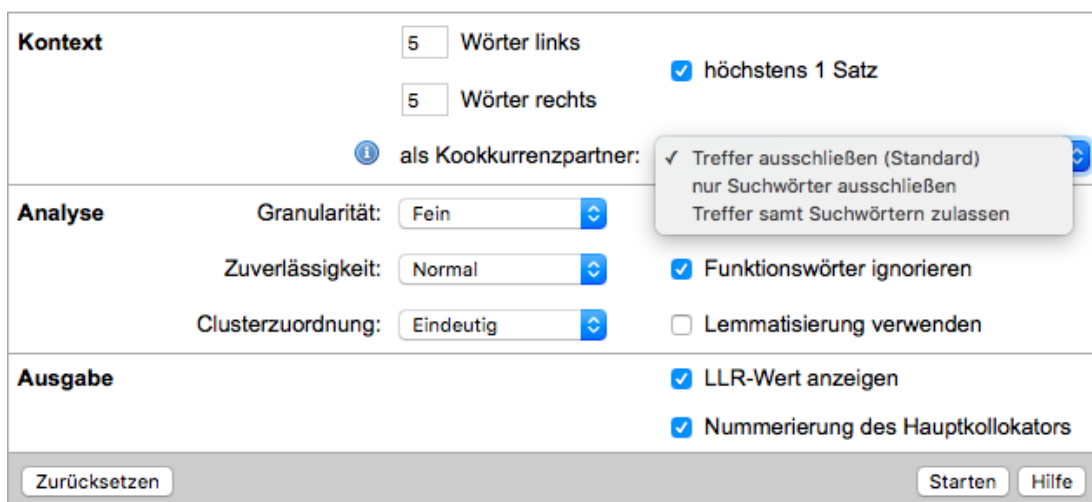 Kontext 5 Wörter links
höchstens 1 Satz
5 Wörter rechts
als Kookkurrenzpartner: ✓ Treffer ausschließen (Standard)
nur Suchwörter ausschließen
Treffer samt Suchwörtern zulassen
Analyse Granularität: Fein
Zuverlässigkeit: Normal Funktionswörter ignorieren
Clusterzuordnung: Eindeutig Lemmatisierung verwenden
Ausgabe LLR-Wert anzeigen
Nummerierung des Hauptkollokators
Zurücksetzen Starten Hilfe